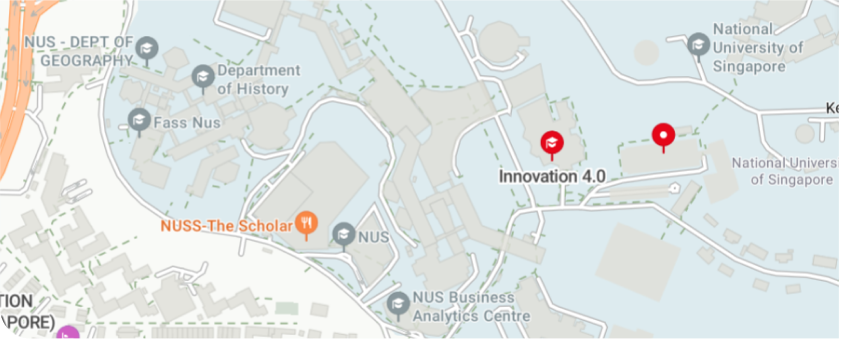 NUS - DEPT OF
GEOGRAPHY
Department
of History
Fass Nus
National
University of
Singapore
Ke
Innovation 4.0
National Univers
of Singapore
NUSS-The Scholar
NUS
NUS Business
Analytics Centre
TION
APORE)